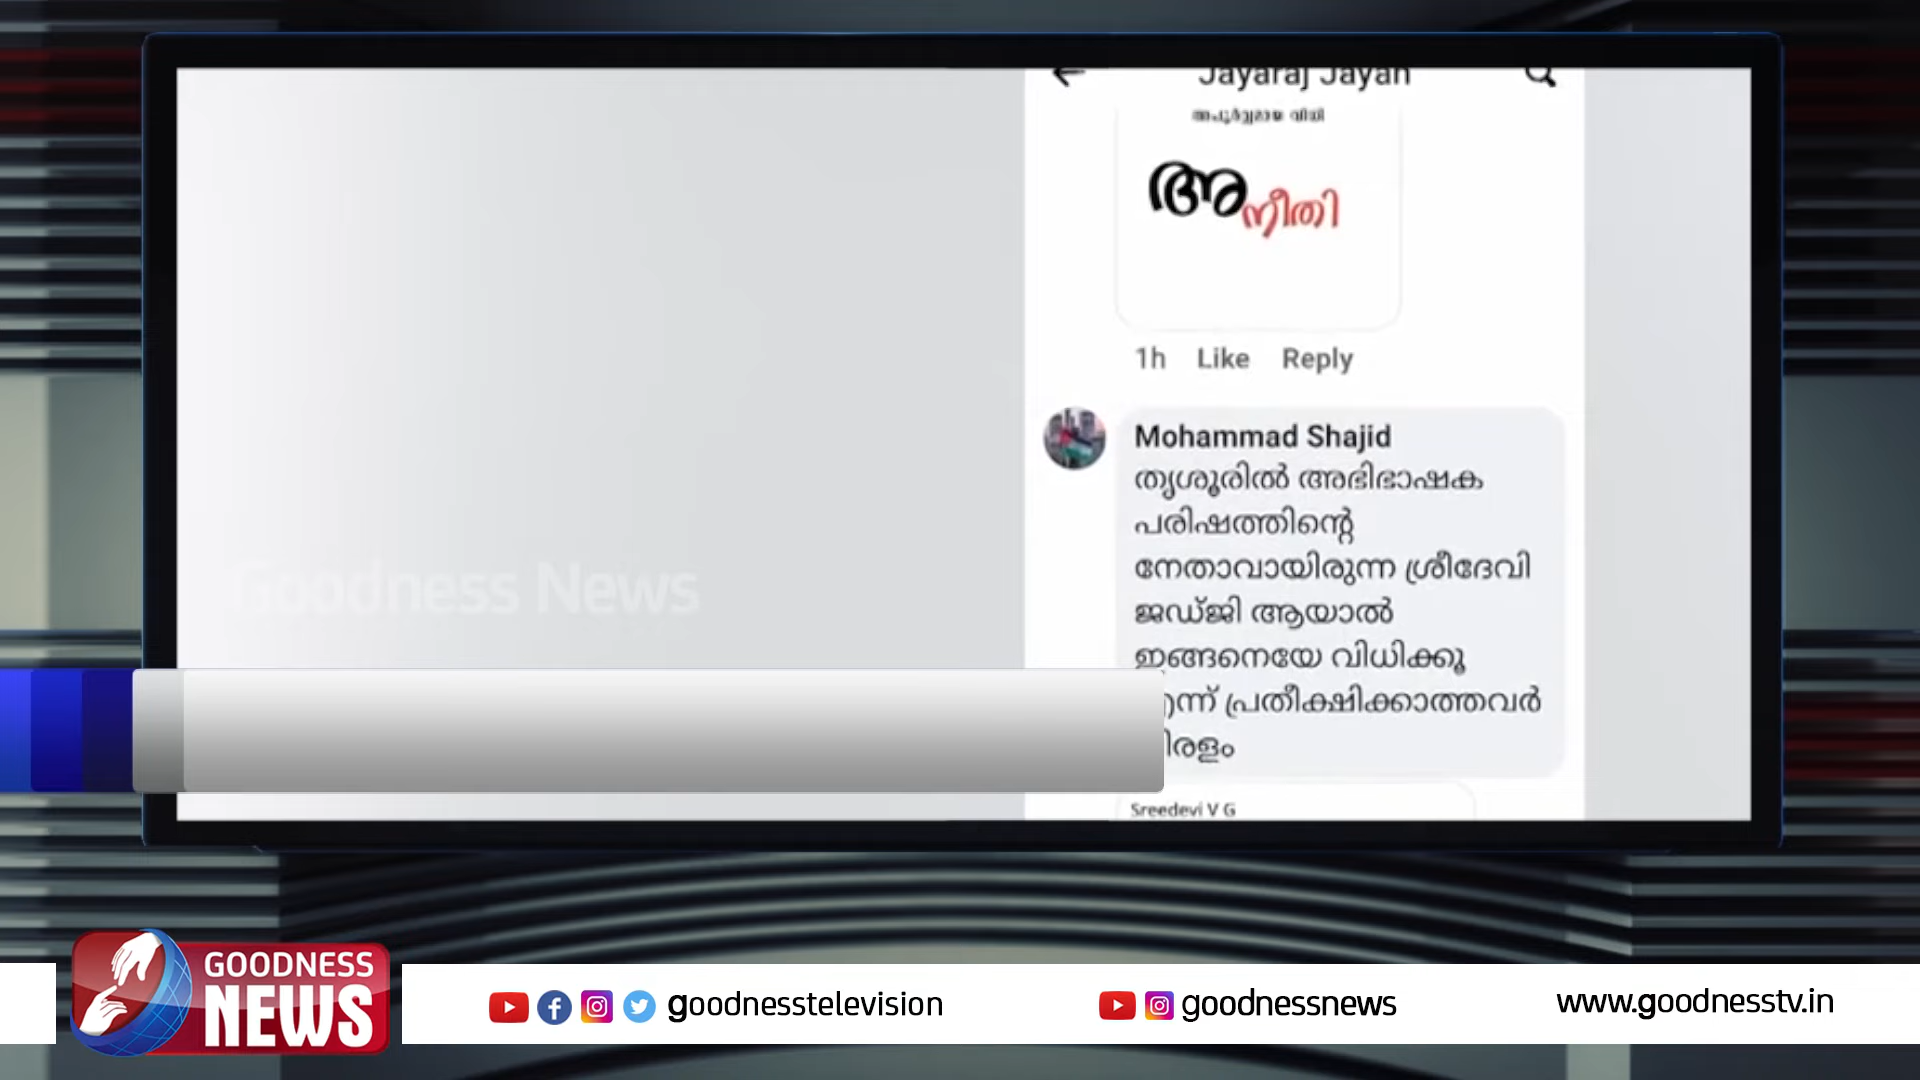 Jayaraj Jayan
അപൂർവ്വമായ വിധി
അനീതി
1h Like Reply
Mohammad Shajid
തൃശൂരിൽ അഭിഭാഷക
പരിഷത്തിന്റെ
നേതാവായിരുന്ന ശ്രീദേവി
ജഡ്ജി ആയാൽ
ഇങ്ങനെയേ വിധിക്കൂ
എന്ന് പ്രതീക്ഷിക്കാത്തവർ
വിരളം
Sreedevi V G
Goodness News
GOODNESS
NEWS
goodnesstelevision
goodnessnews
www.goodnesstv.in